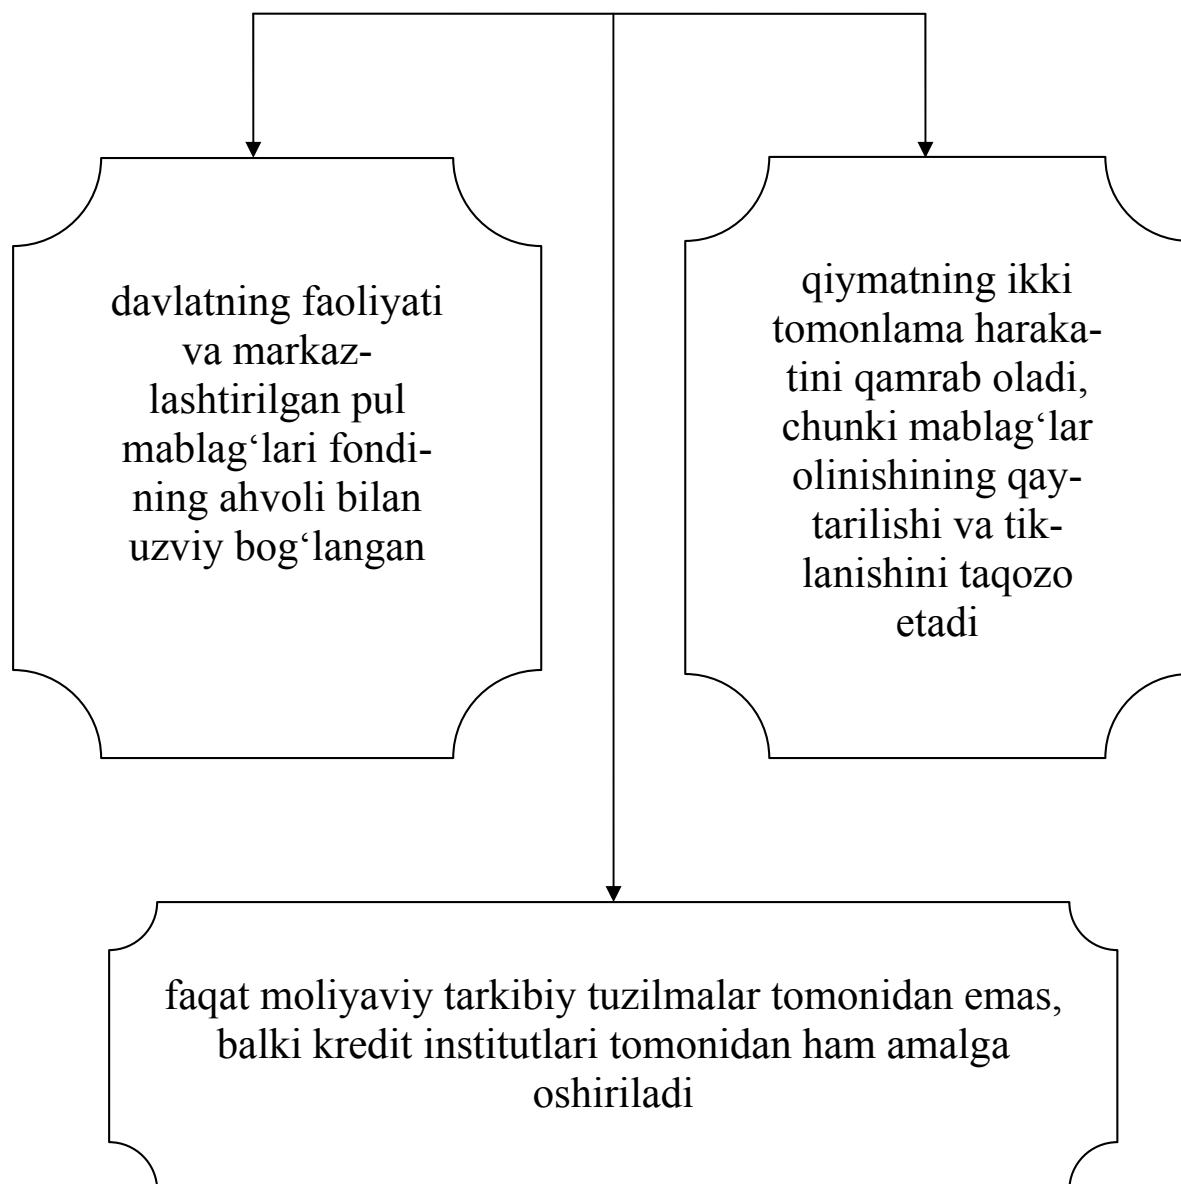 davlatning faoliyati
va markaz-
lashtirilgan pul
mablag‘lari fondi-
ning ahvoli bilan
uzviy bog‘langan
qiymatning ikki
tomonlama haraka-
tini qamrab oladi,
chunki mablag‘lar
olinishining qay-
tarilishi va tik-
lanishini taqozo
etadi
faqat moliyaviy tarkibiy tuzilmalar tomonidan emas,
balki kredit institutlari tomonidan ham amalga
oshiriladi